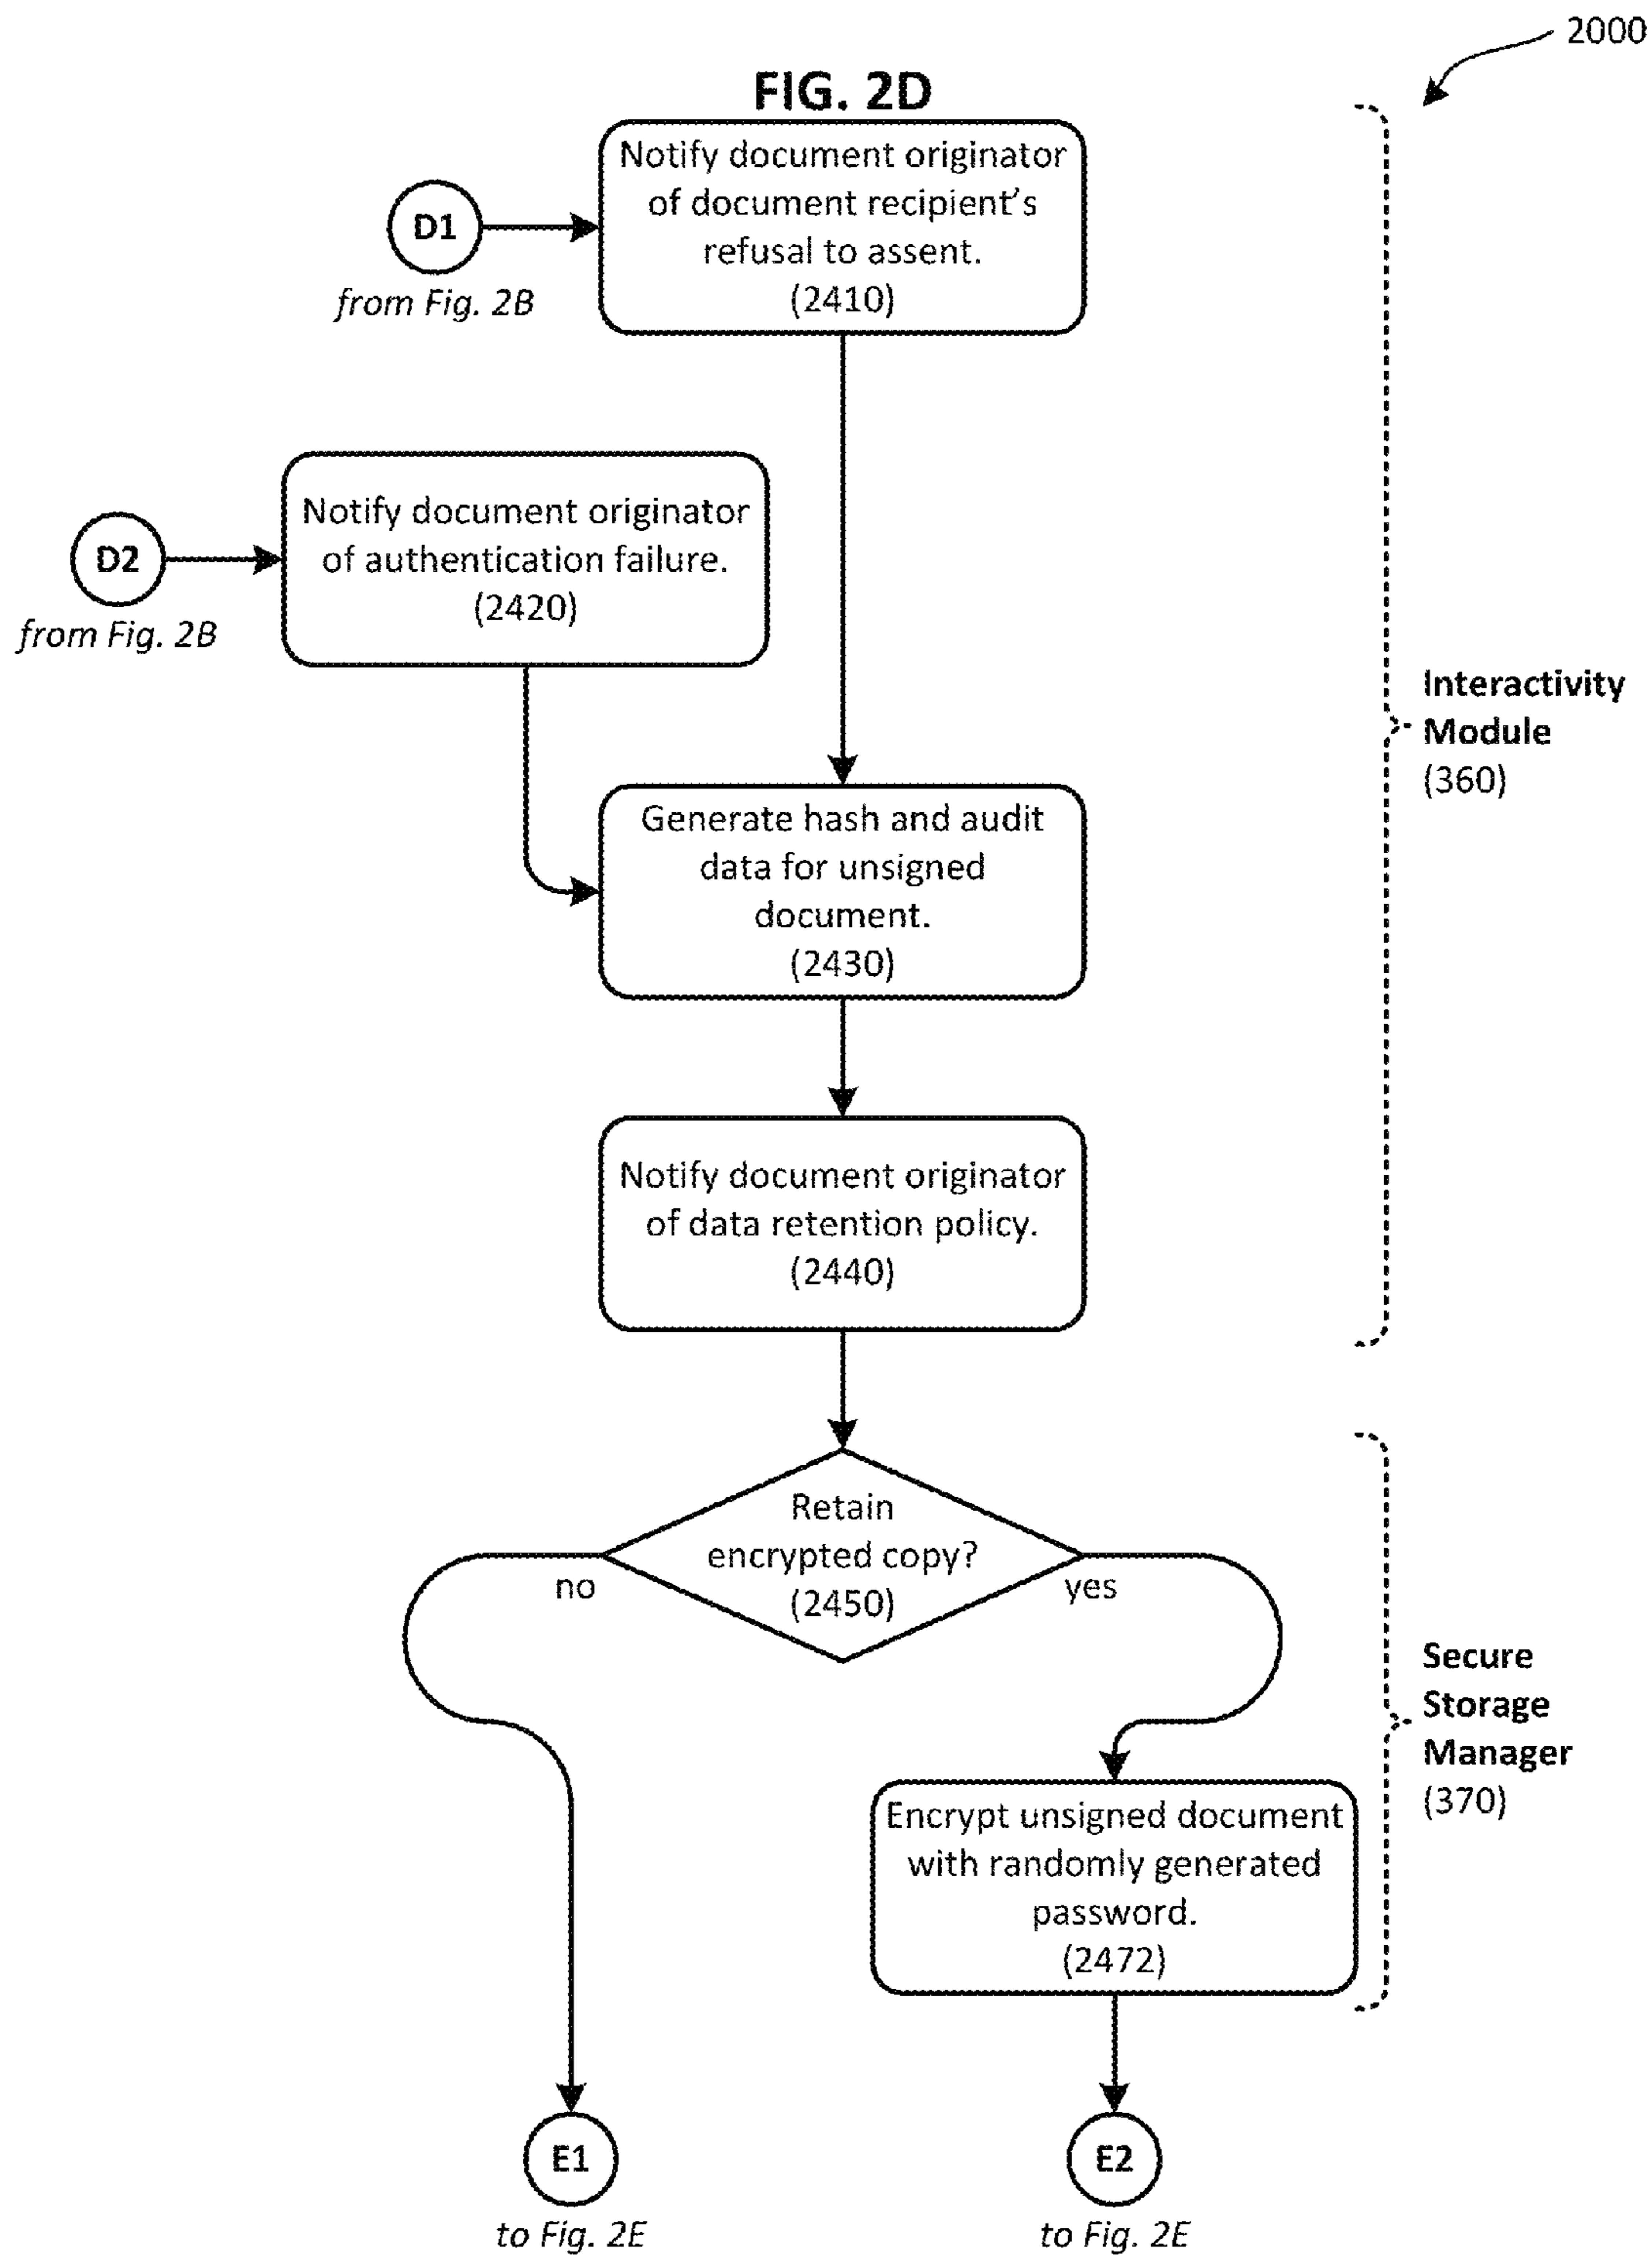 2000
FIG. 2D
Notify document originator
of document recipient's
refusal to assent.
(2410)
D1
from Fig. 2B
Notify document originator
of authentication failure.
(2420)
D2
from Fig. 2B
Interactivity
Module
(360)
Generate hash and audit
data for unsigned
document.
(2430)
Notify document originator
of data retention policy.
(2440)
Retain
encrypted copy?
(2450)
no
yes
Secure
Storage
Manager
(370)
Encrypt unsigned document
with randomly generated
password.
(2472)
E1
to Fig. 2E
E2
to Fig. 2E